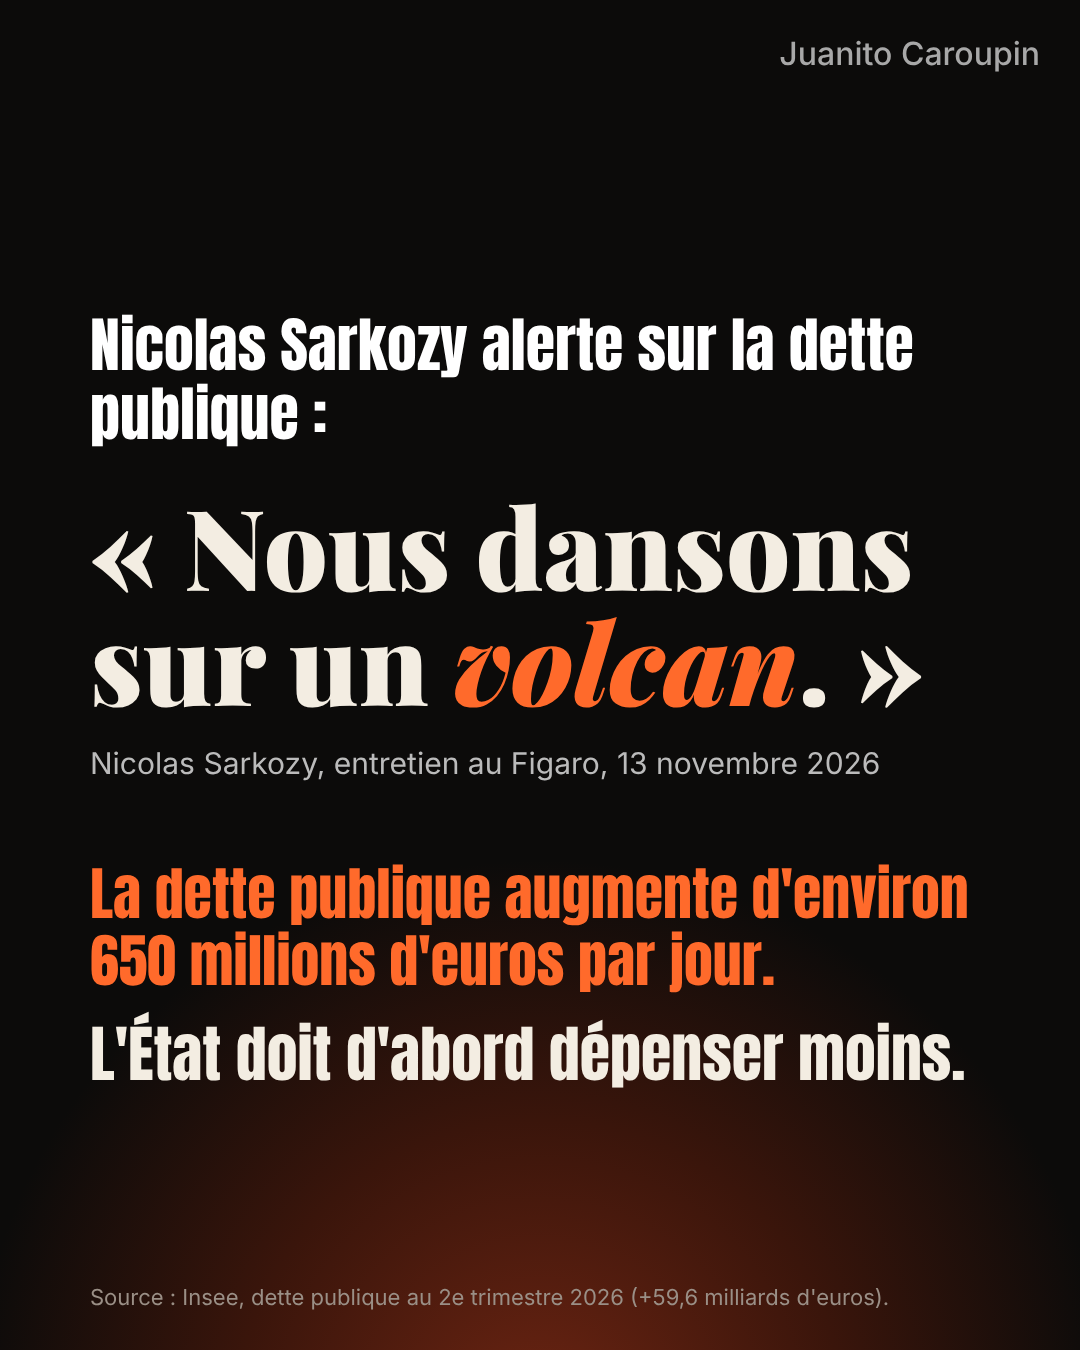 Juanito Caroupin
Nicolas Sarkozy alerte sur la dette
publique :
« Nous dansons
sur un volcan. »
Nicolas Sarkozy, entretien au Figaro, 13 novembre 2026
La dette publique augmente d'environ
650 millions d'euros par jour.
L'État doit d'abord dépenser moins.
Source : Insee, dette publique au 2e trimestre 2026 (+59,6 milliards d'euros).